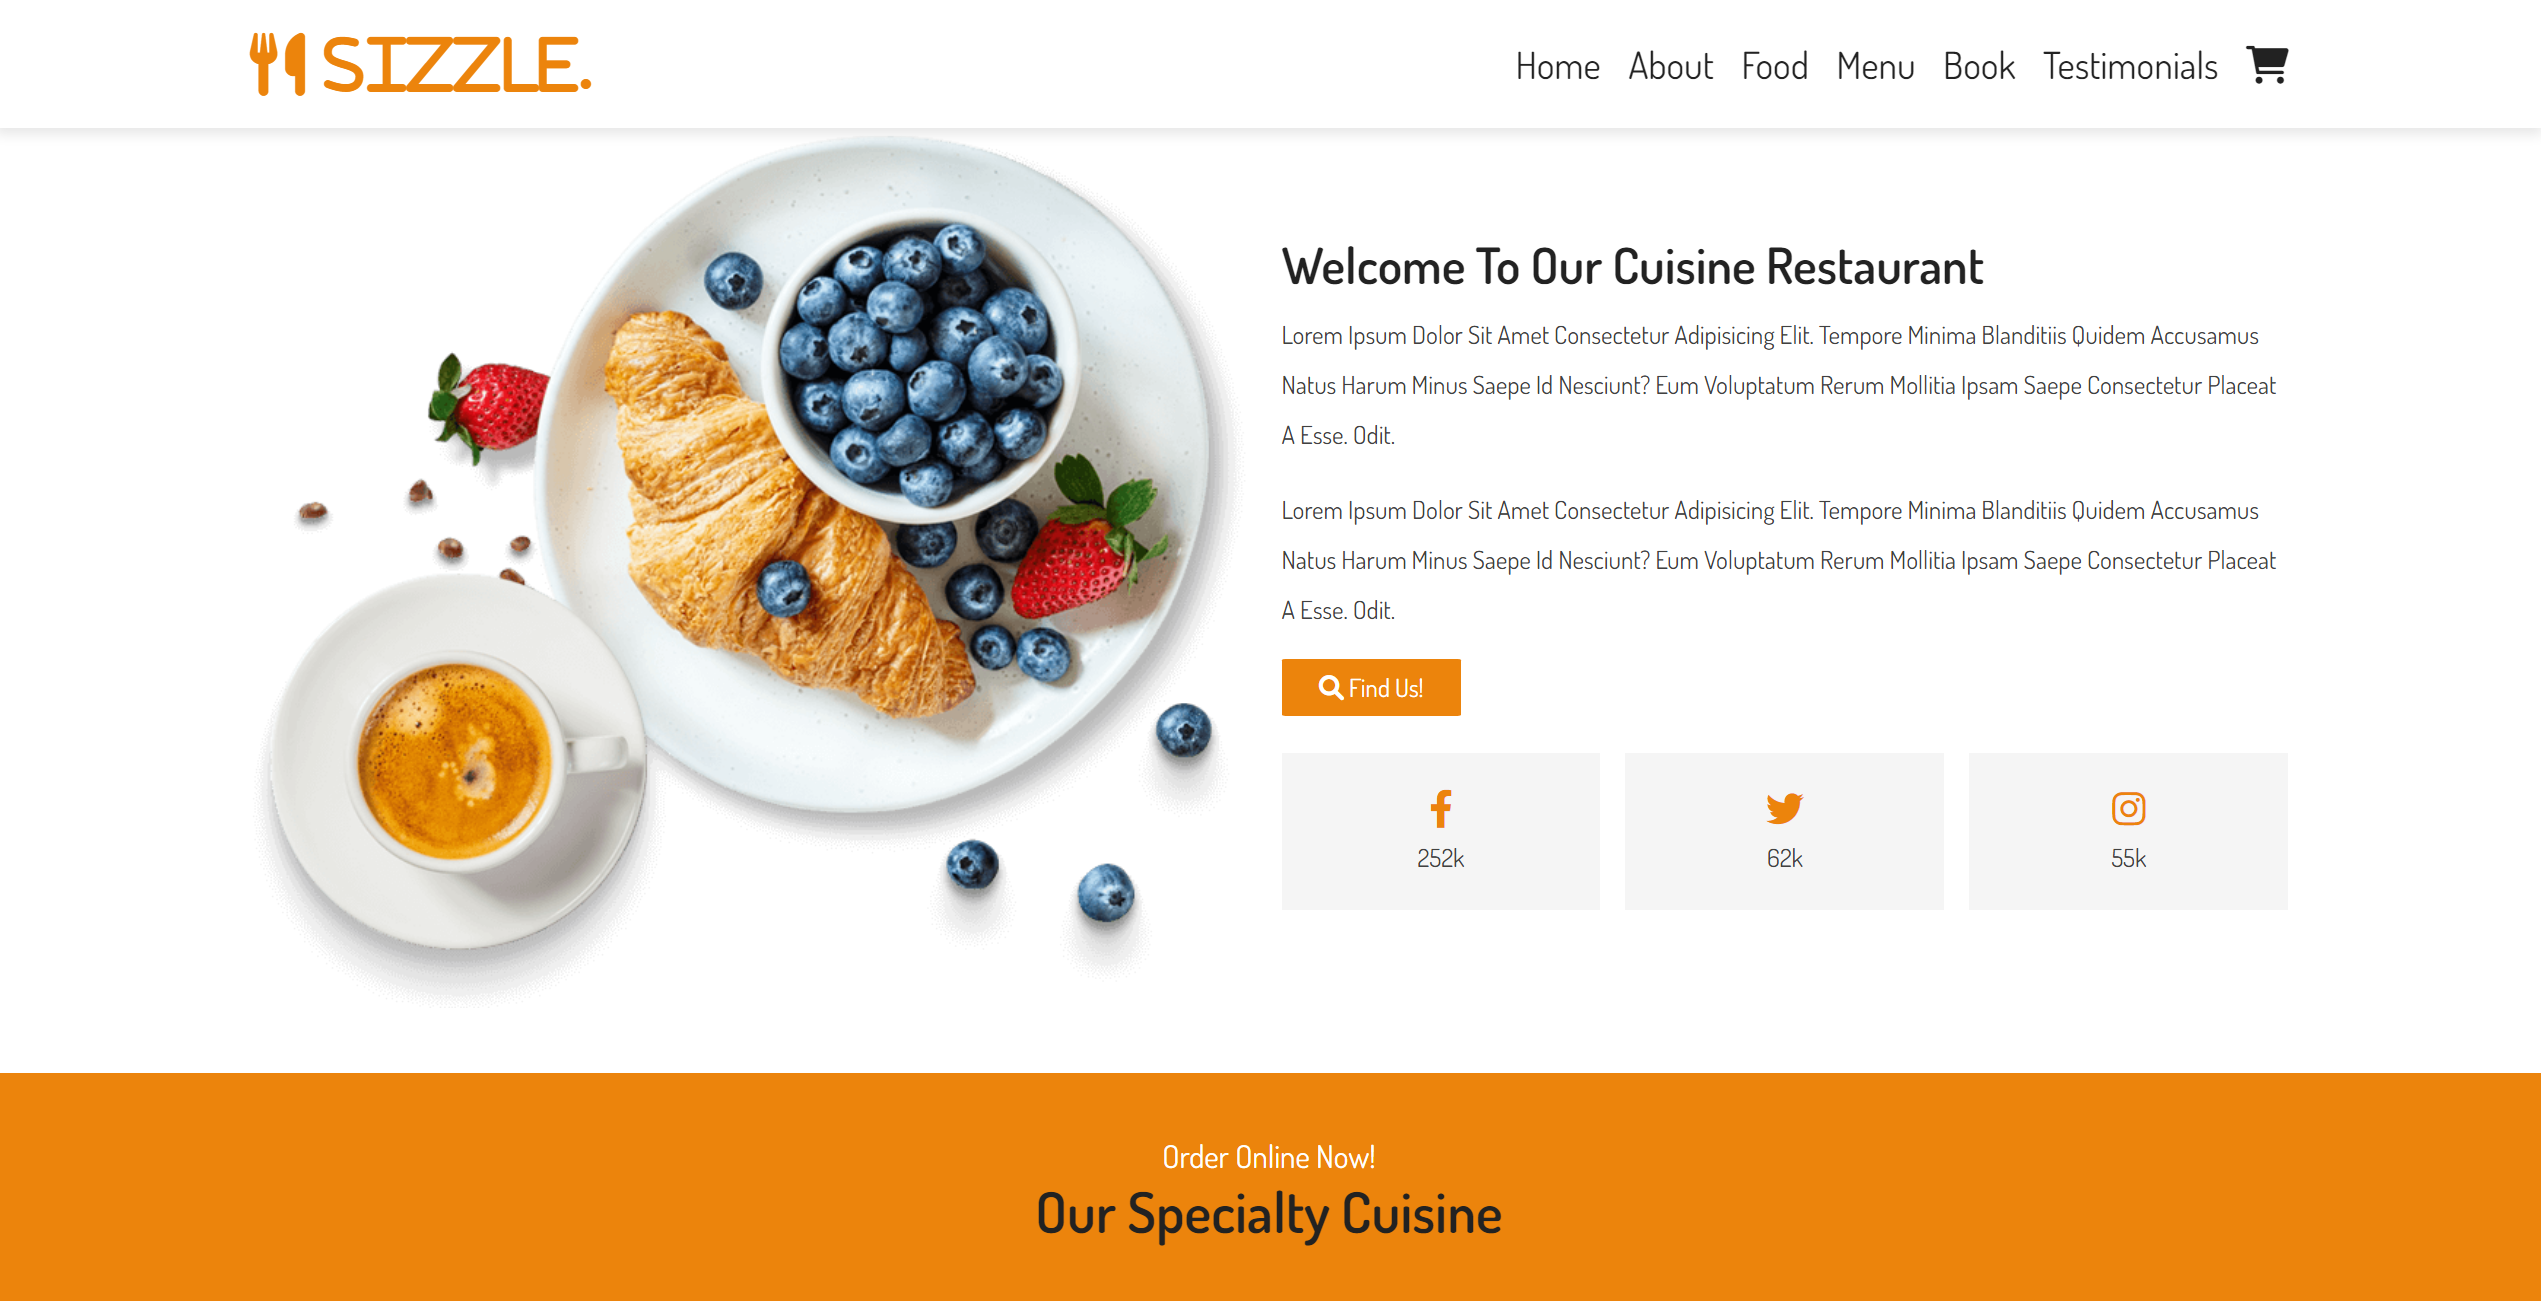 SIZZLE.
Home About Food Menu Book Testimonials
Welcome To Our Cuisine Restaurant
Lorem Ipsum Dolor Sit Amet Consectetur Adipisicing Elit. Tempore Minima Blanditiis Quidem Accusamus
Natus Harum Minus Saepe Id Nesciunt? Eum Voluptatum Rerum Mollitia Ipsam Saepe Consectetur Placeat
A Esse. Odit.
Lorem Ipsum Dolor Sit Amet Consectetur Adipisicing Elit. Tempore Minima Blanditiis Quidem Accusamus
Natus Harum Minus Saepe Id Nesciunt? Eum Voluptatum Rerum Mollitia Ipsam Saepe Consectetur Placeat
A Esse. Odit.
Find Us!
252k
62k
55k
Order Online Now!
Our Specialty Cuisine